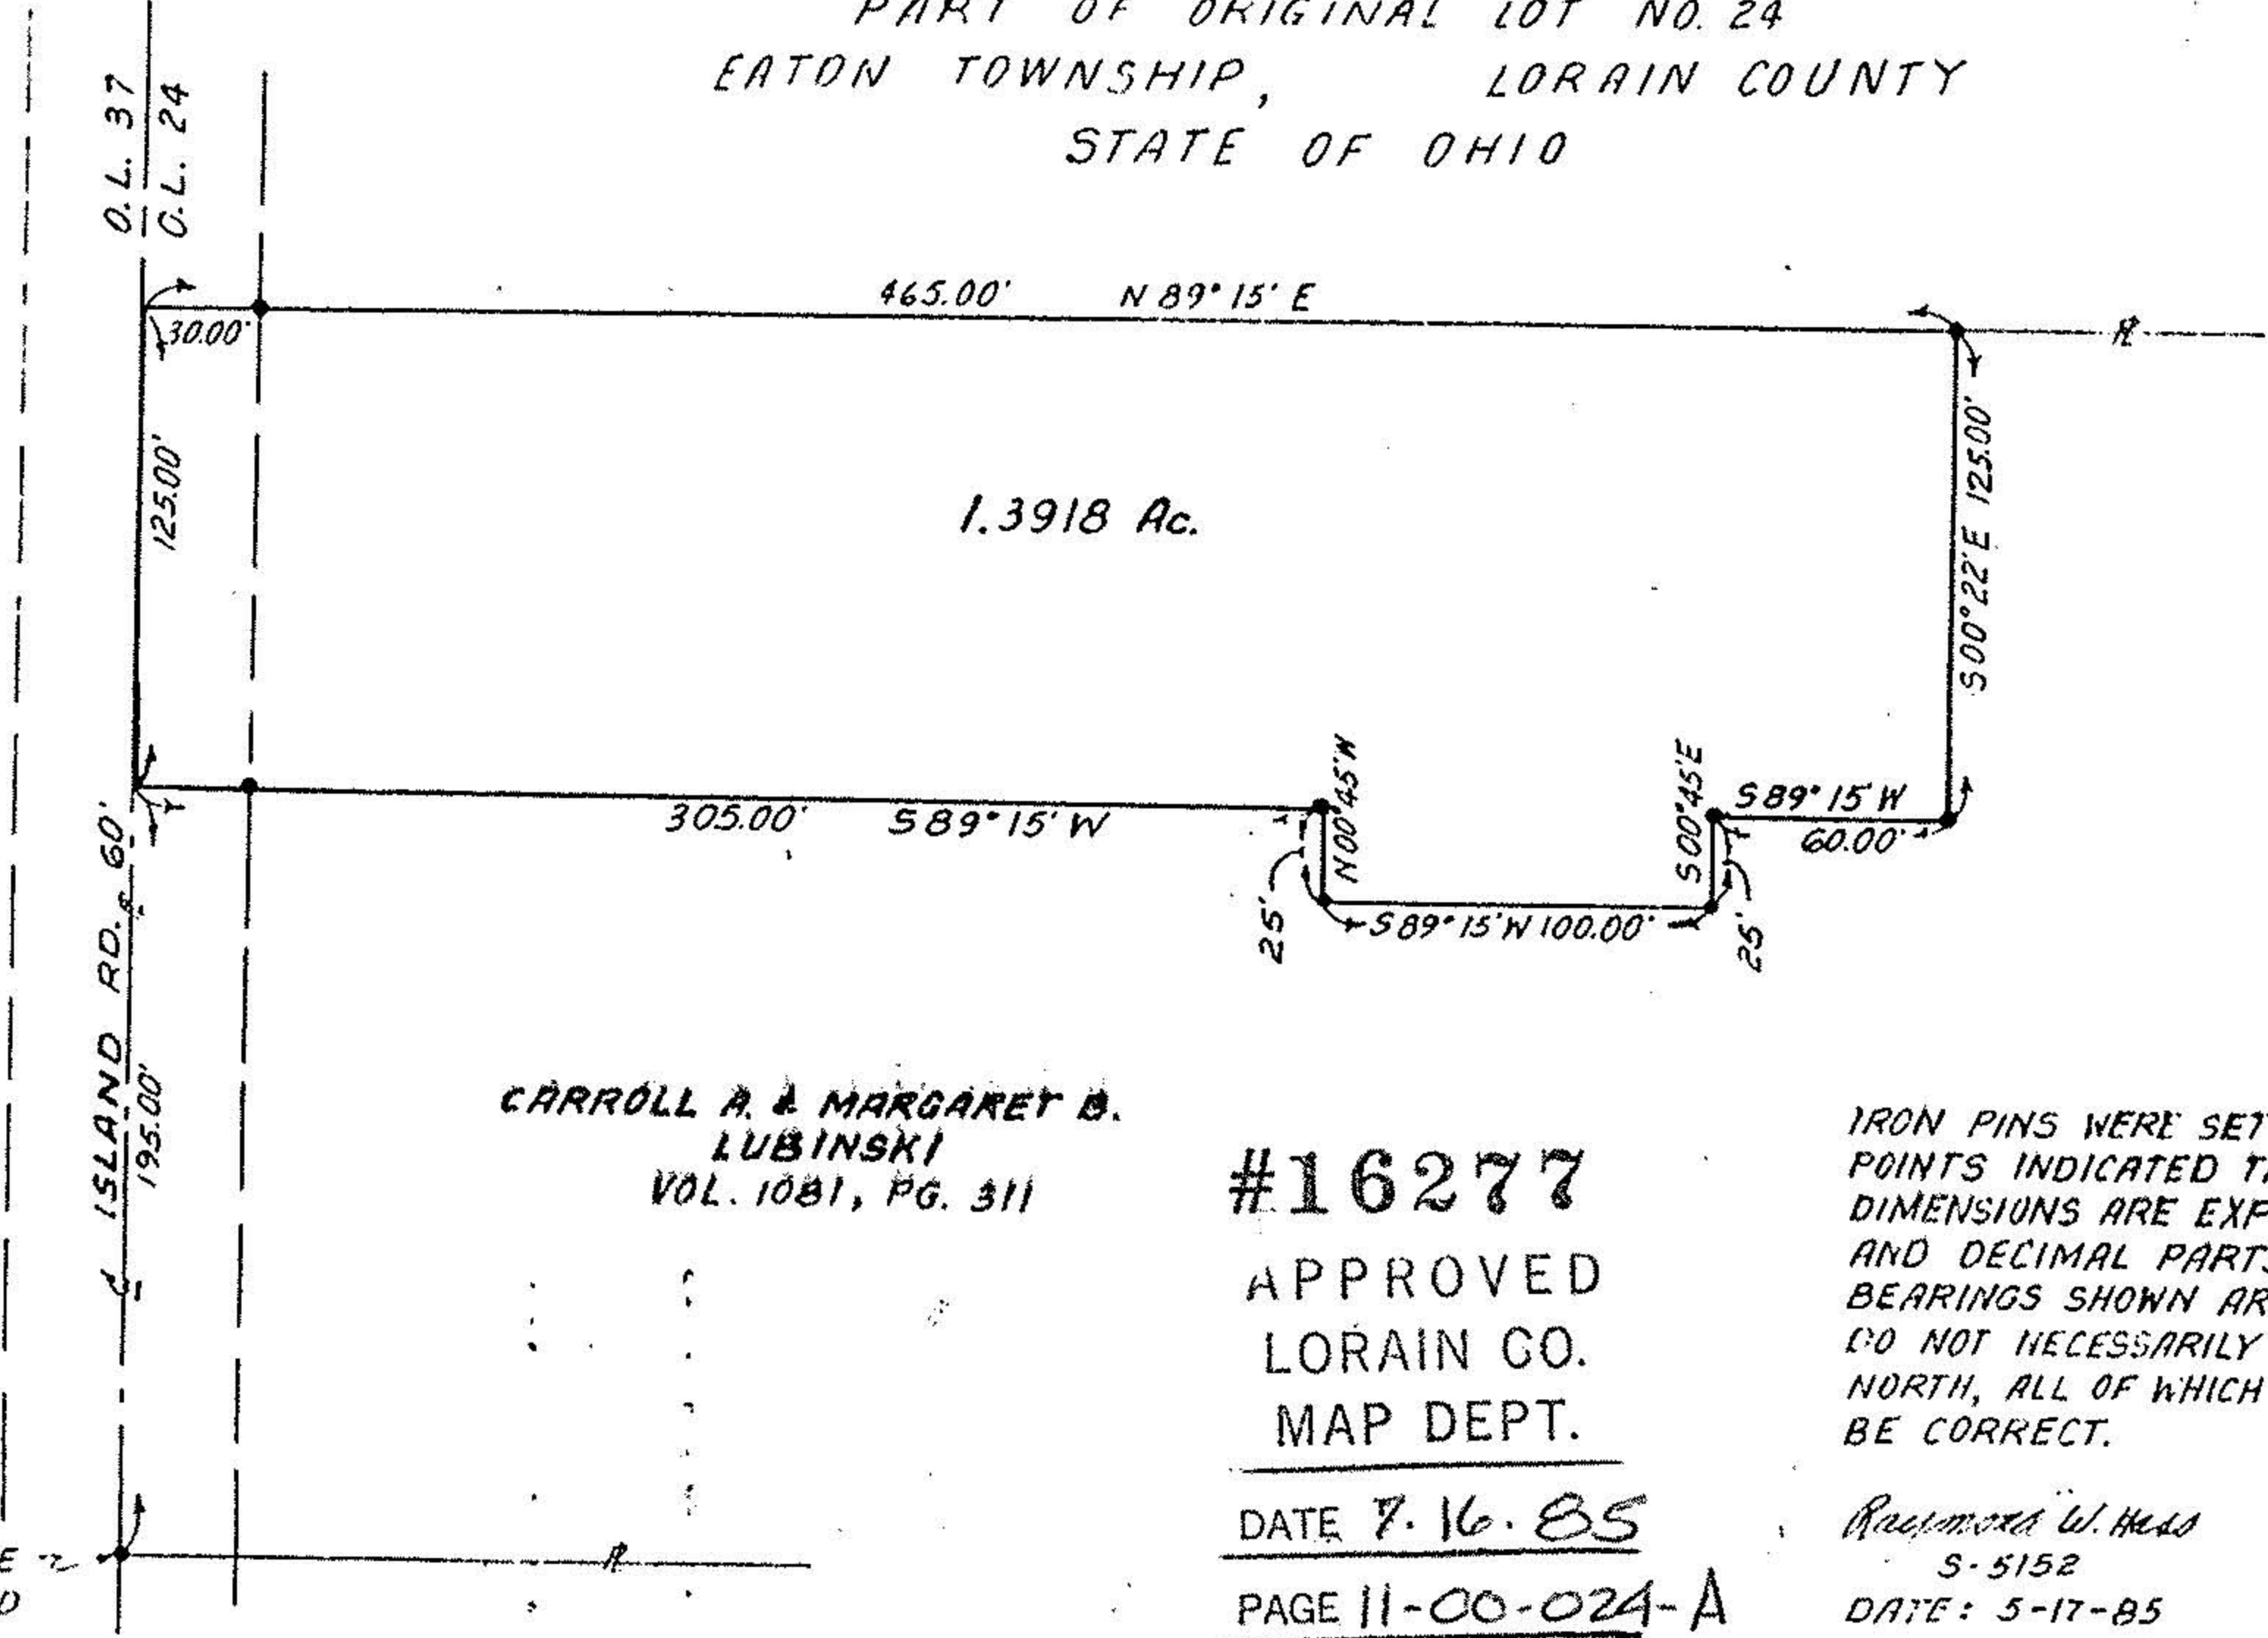 PART OF ORIGINAL LOT NO. 24
EATON TOWNSHIP, LORAIN COUNTY
STATE OF OHIO
O.L. 37
O.L. 24
465.00' N 89° 15' E
30.00'
125.00'
1.3918 Ac.
S 00° 22' E 125.00'
305.00' S 89° 15' W
N 00° 45' W
25'
S 89° 15' W 100.00'
S 00° 45' E
25'
S 89° 15' W
60.00'
ISLAND RD. 60'
195.00'
CARROLL A. & MARGARET B.
LUBINSKI
VOL. 1081, PG. 311
#16277
APPROVED
LORAIN CO.
MAP DEPT.
DATE 7.16.85
PAGE 11-00-024-A
IRON PINS WERE SET
POINTS INDICATED
DIMENSIONS ARE
AND DECIMAL PARTS
BEARINGS SHOWN
DO NOT NECESSARILY
NORTH, ALL OF WHICH
BE CORRECT.
Raymond W. Hess
S-5152
DATE: 5-17-85